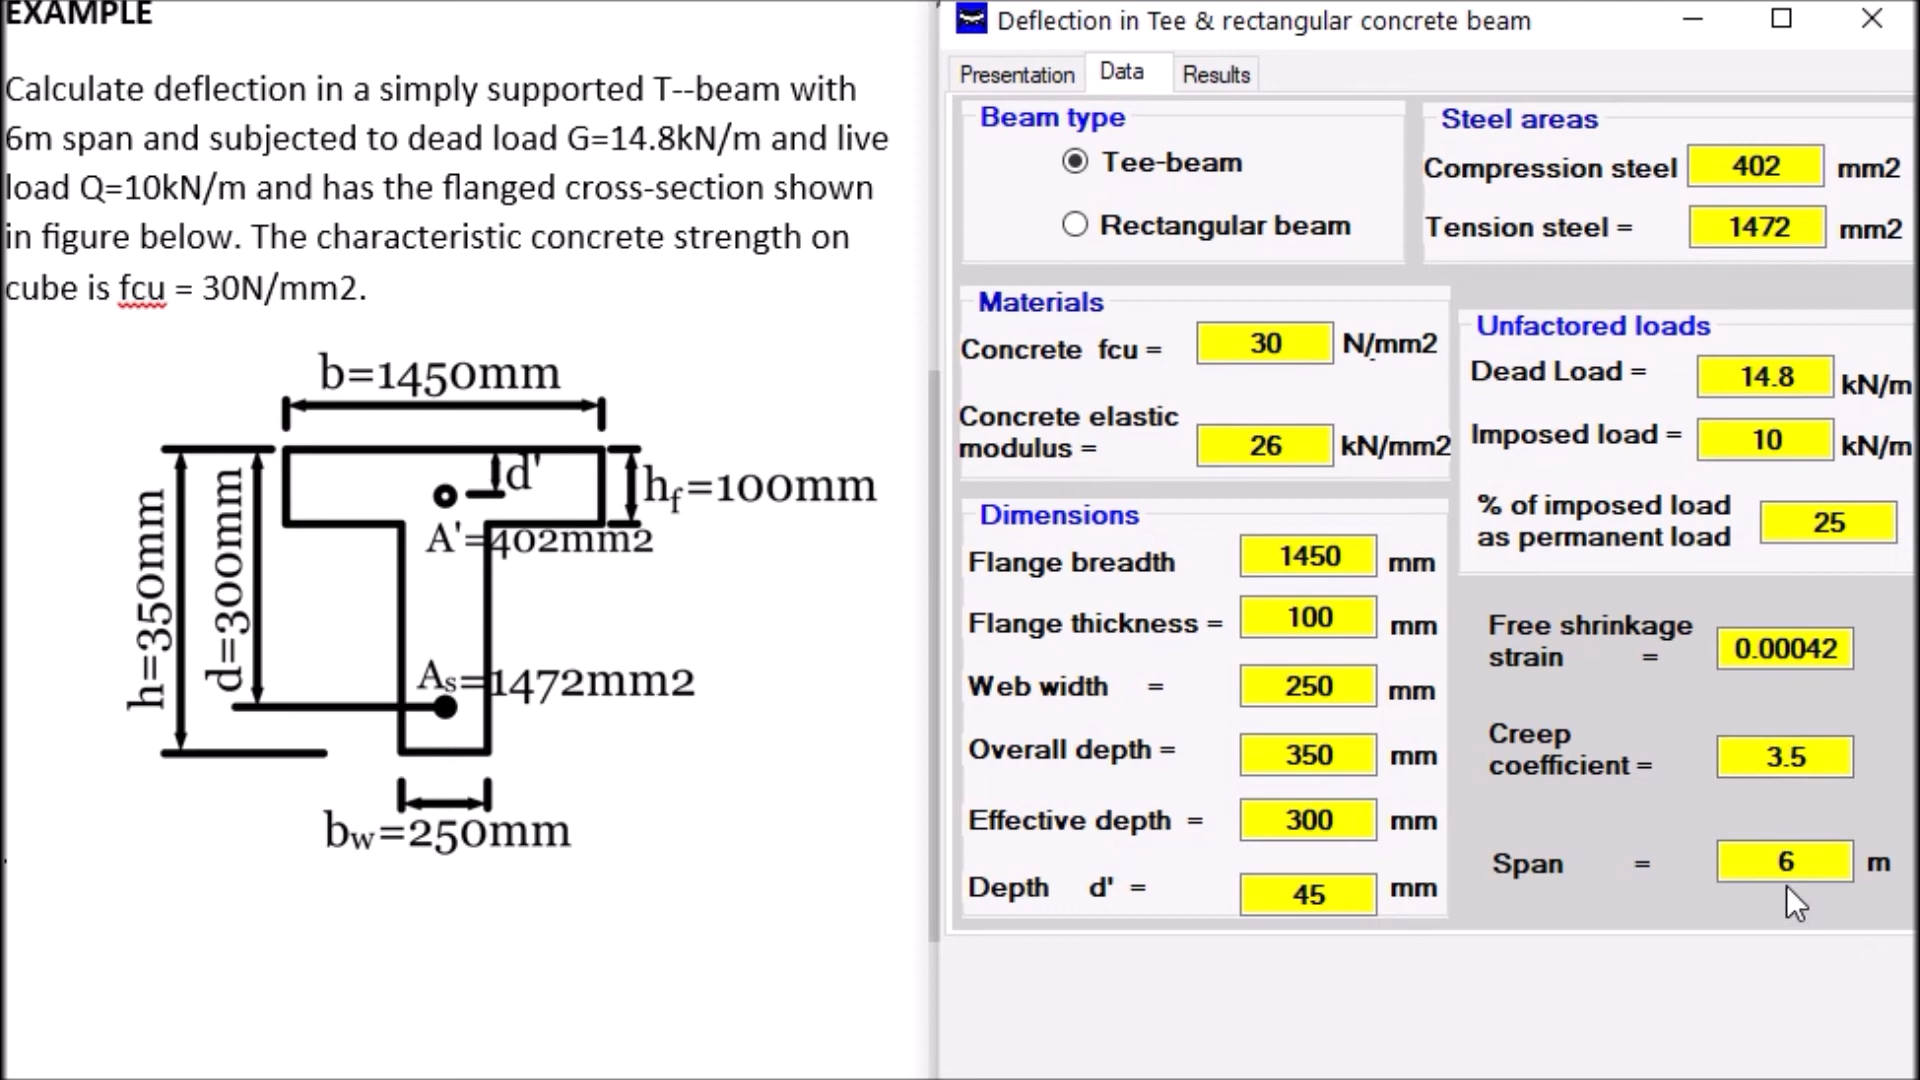 EXAMPLE
Calculate deflection in a simply supported T--beam with
6m span and subjected to dead load G=14.8kN/m and live
load Q=10kN/m and has the flanged cross-section shown
in figure below. The characteristic concrete strength on
cube is fcu = 30N/mm2.
b=1450mm
d'
hf=100mm
A'=402mm2
h=350mm
d=300mm
As=1472mm2
bw=250mm
Deflection in Tee & rectangular concrete beam
Presentation
Data
Results
Beam type
Tee-beam
Rectangular beam
Steel areas
Compression steel 402 mm2
Tension steel = 1472 mm2
Materials
Concrete fcu = 30 N/mm2
Concrete elastic
modulus = 26 kN/mm2
Unfactored loads
Dead Load = 14.8 kN/m
Imposed load = 10 kN/m
% of imposed load
as permanent load 25
Dimensions
Flange breadth 1450 mm
Flange thickness = 100 mm
Web width = 250 mm
Overall depth = 350 mm
Effective depth = 300 mm
Depth d' = 45 mm
Free shrinkage
strain = 0.00042
Creep
coefficient = 3.5
Span = 6 m